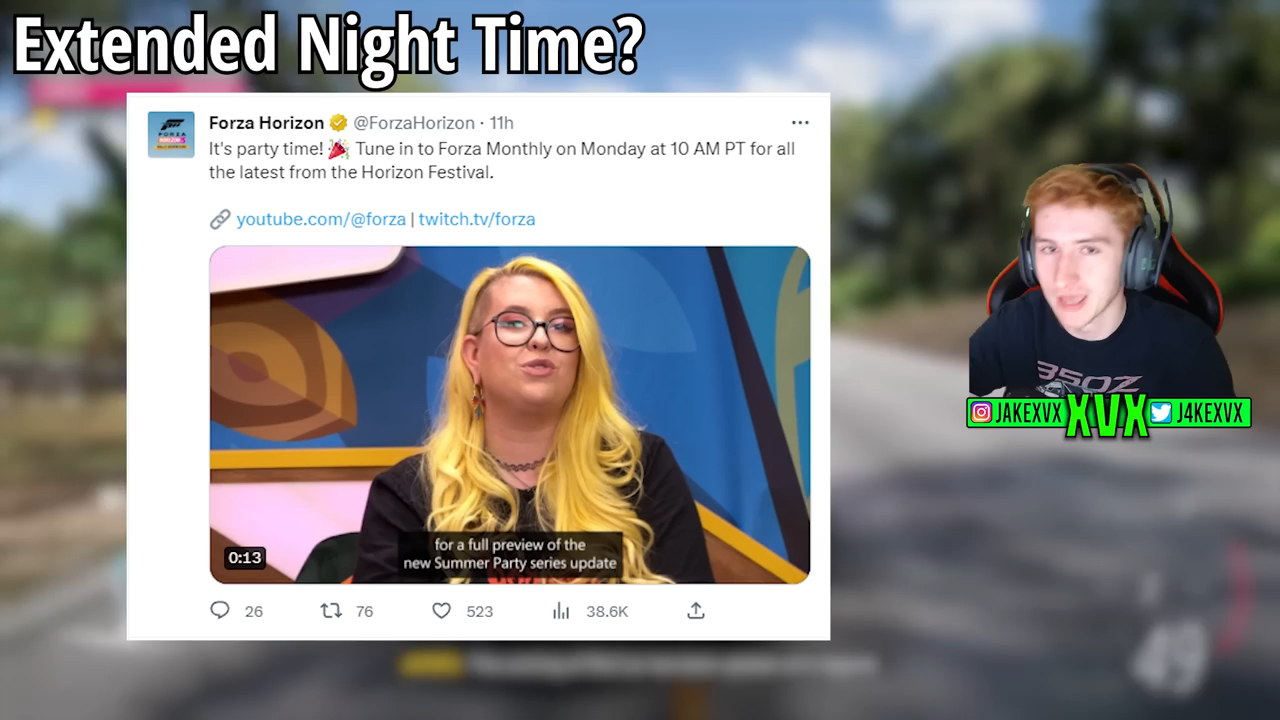 Extended Night Time?
Forza Horizon @ForzaHorizon · 11h
It's party time! 🎉 Tune in to Forza Monthly on Monday at 10 AM PT for all
the latest from the Horizon Festival.
youtube.com/@forza | twitch.tv/forza
for a full preview of the
new Summer Party series update
0:13
26 76 523 38.6K
350Z
JAKEXVX XVX J4KEXVX
49